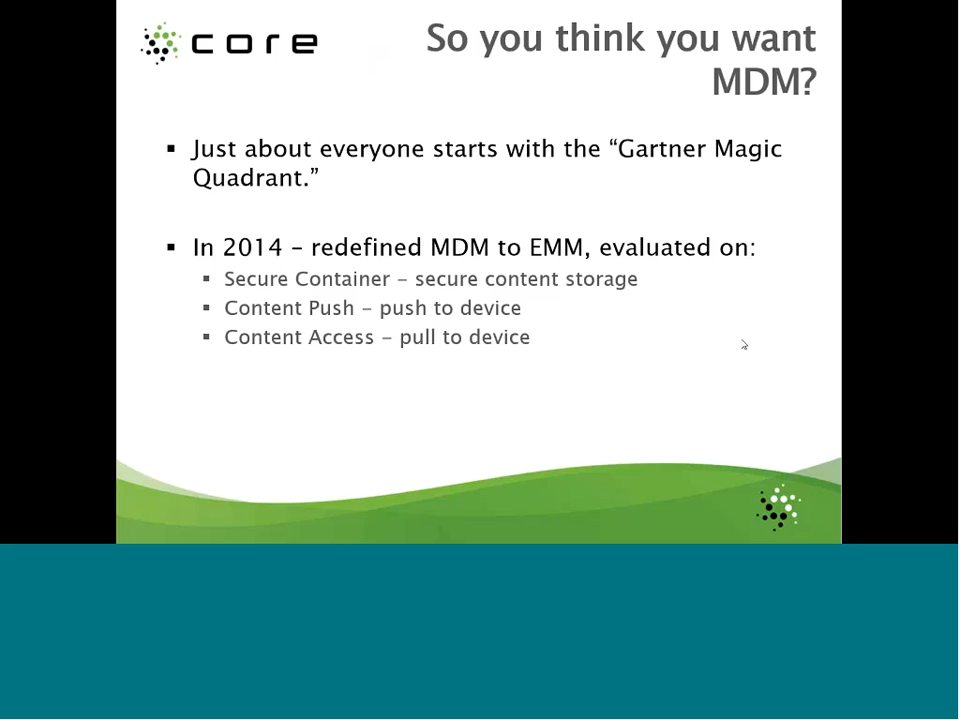 core
So you think you want
MDM?
▪ Just about everyone starts with the “Gartner Magic
Quadrant.”
▪ In 2014 – redefined MDM to EMM, evaluated on:
▪ Secure Container – secure content storage
▪ Content Push – push to device
▪ Content Access – pull to device